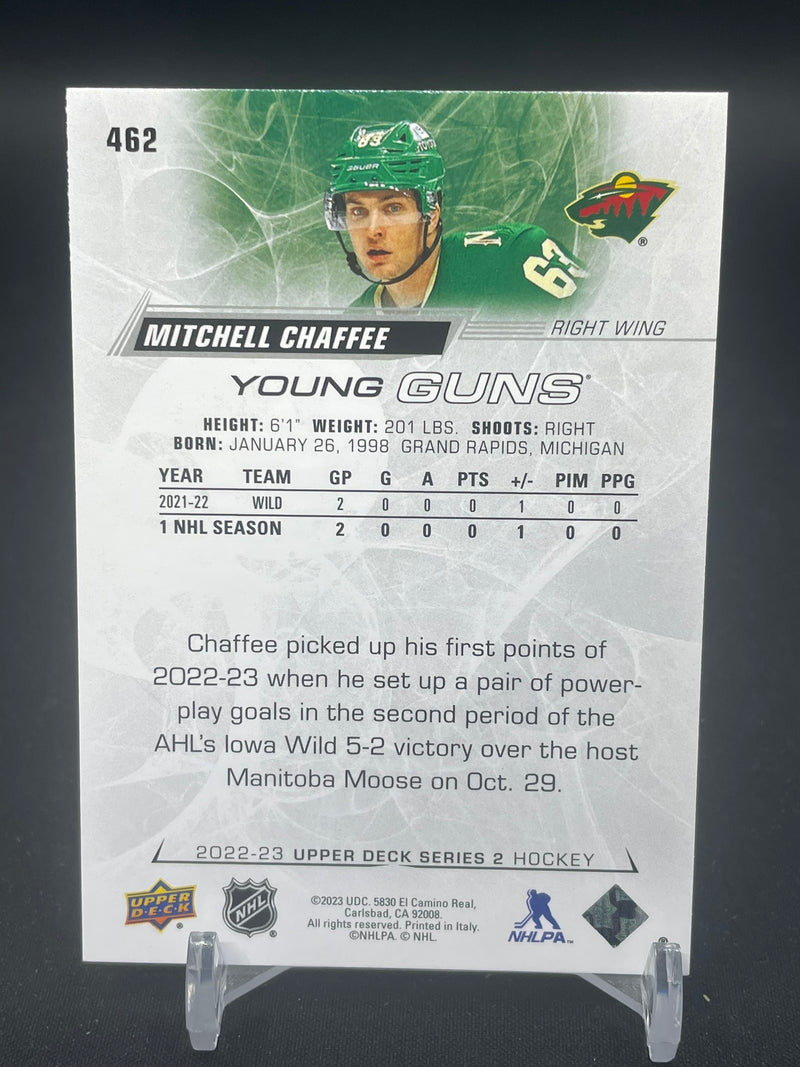 462
63
BAUER
TOYOTA
N
63
®
MITCHELL CHAFFEE
RIGHT WING
YOUNG GUNS®
HEIGHT: 6'1" WEIGHT: 201 LBS. SHOOTS: RIGHT
BORN: JANUARY 26, 1998 GRAND RAPIDS, MICHIGAN
YEAR TEAM GP G A PTS +/- PIM PPG
2021-22 WILD 2 0 0 0 1 0 0
1 NHL SEASON 2 0 0 0 1 0 0
Chaffee picked up his first points of
2022-23 when he set up a pair of power-
play goals in the second period of the
AHL's Iowa Wild 5-2 victory over the host
Manitoba Moose on Oct. 29.
2022-23 UPPER DECK SERIES 2 HOCKEY
UPPER
D·E·C·K
®
NHL
®
©2023 UDC. 5830 El Camino Real,
Carlsbad, CA 92008.
All rights reserved. Printed in Italy.
©NHLPA. © NHL.
NHLPA™
®